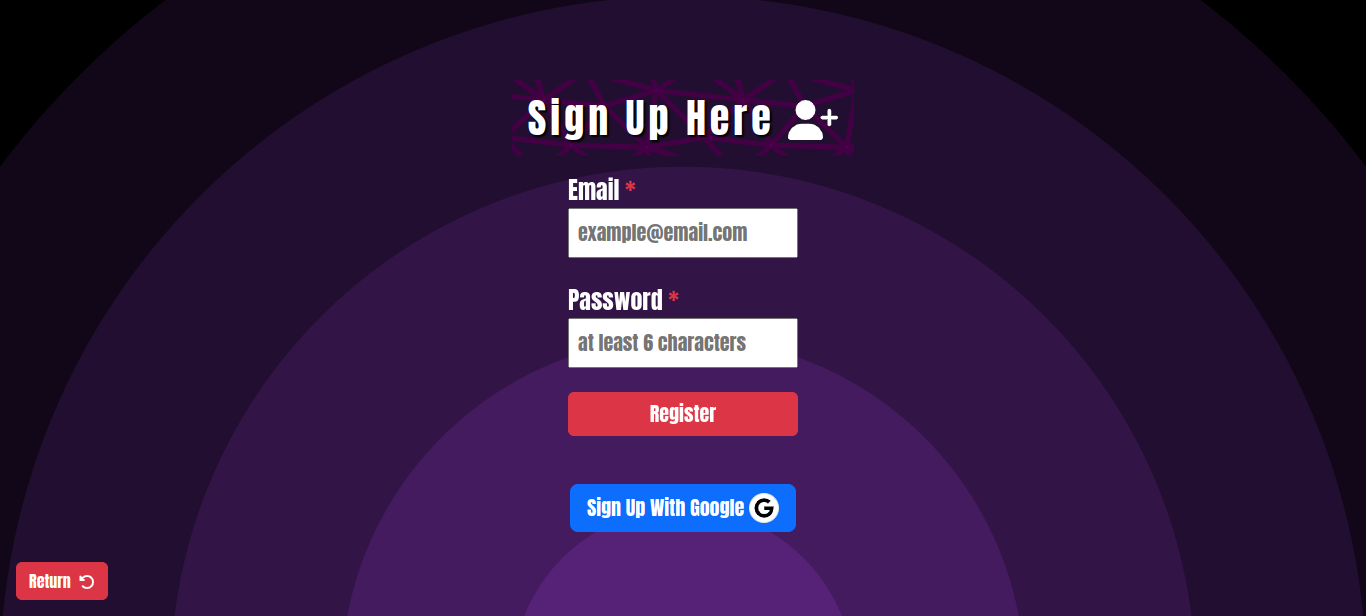 Sign Up Here
Email *
example@email.com
Password *
at least 6 characters
Register
Sign Up With Google G
Return